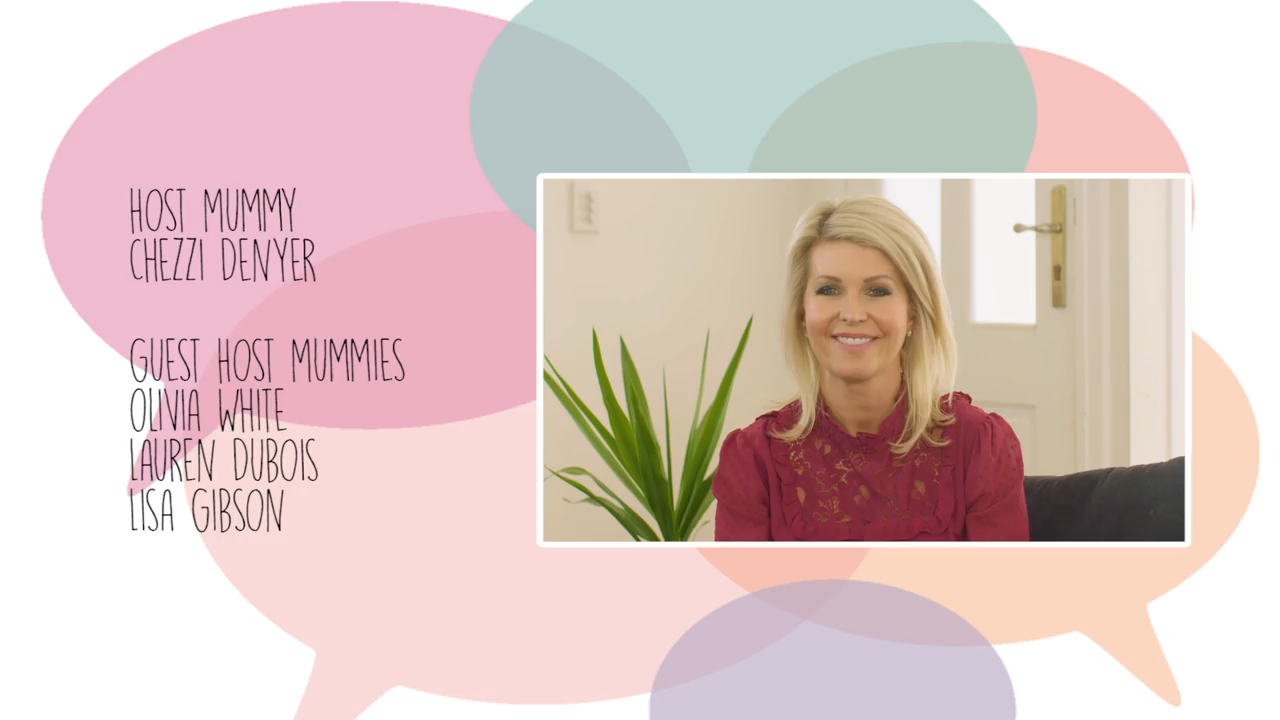 HOST MUMMY
CHEZZI DENYER
GUEST HOST MUMMIES
OLIVIA WHITE
LAUREN DUBOIS
LISA GIBSON